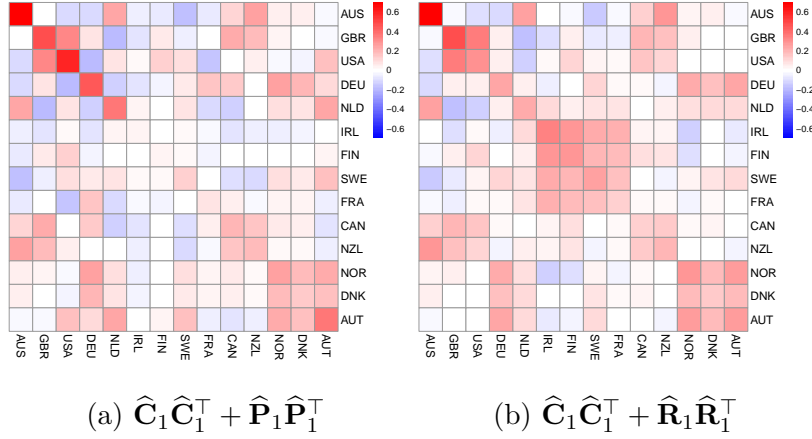 AUS
GBR
USA
DEU
NLD
IRL
FIN
SWE
FRA
CAN
NZL
NOR
DNK
AUT
AUS GBR USA DEU NLD IRL FIN SWE FRA CAN NZL NOR DNK AUT
0.6
0.4
0.2
0
−0.2
−0.4
−0.6
(a) Ĉ₁Ĉ₁⊤ + P̂₁P̂₁⊤
AUS
GBR
USA
DEU
NLD
IRL
FIN
SWE
FRA
CAN
NZL
NOR
DNK
AUT
AUS GBR USA DEU NLD IRL FIN SWE FRA CAN NZL NOR DNK AUT
0.6
0.4
0.2
0
−0.2
−0.4
−0.6
(b) Ĉ₁Ĉ₁⊤ + R̂₁R̂₁⊤